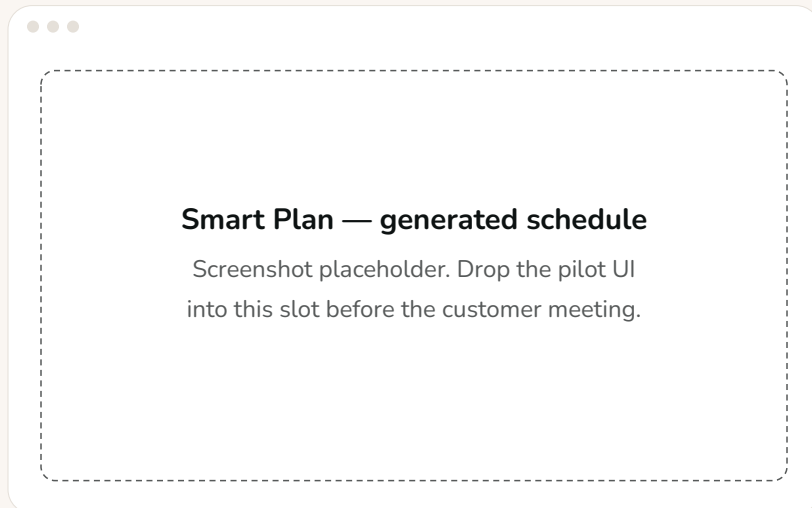 Smart Plan — generated schedule
Screenshot placeholder. Drop the pilot UI
into this slot before the customer meeting.